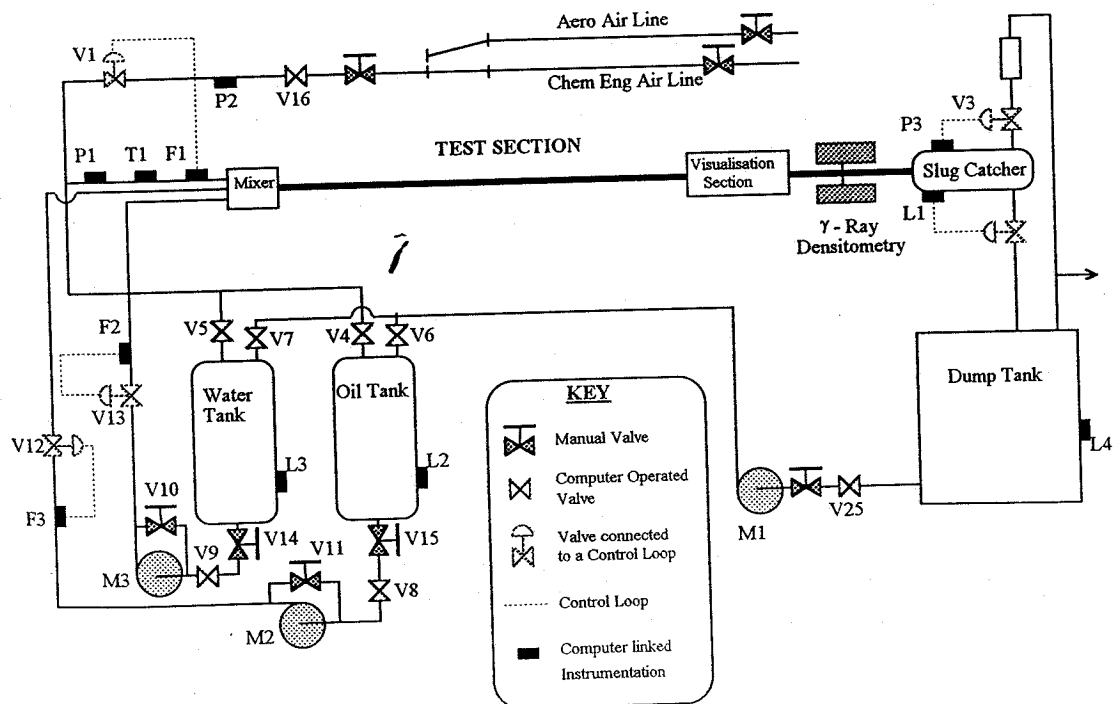 Aero Air Line
V1
P2
V16
Chem Eng Air Line
V3
P3
P1
T1
F1
TEST SECTION
Mixer
Visualisation
Section
Slug Catcher
L1
γ - Ray
Densitometry
F2
V5
V7
V4
V6
V13
Water
Tank
Oil Tank
Dump Tank
KEY
Manual Valve
V12
L3
L2
L4
Computer Operated
Valve
V10
F3
V14
V15
V25
M1
V9
V11
Valve connected
to a Control Loop
M3
V8
Control Loop
M2
Computer linked
Instrumentation